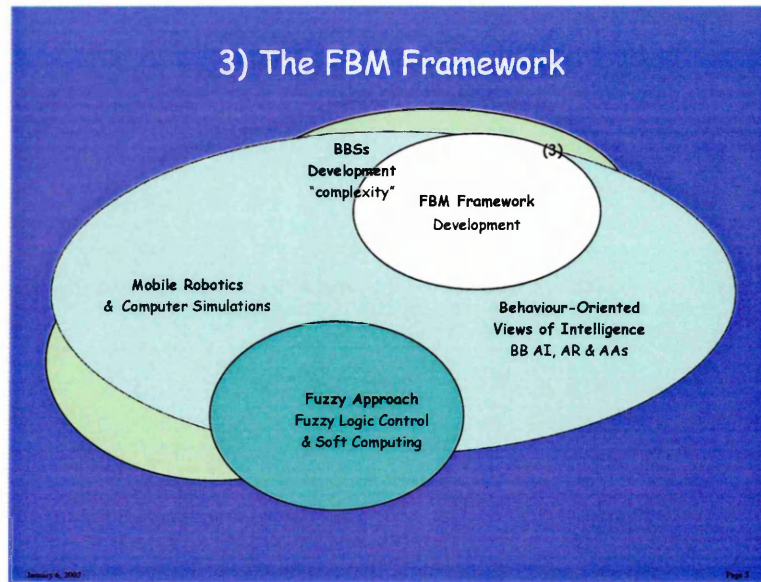 3) The FBM Framework
BBSs
Development
"complexity"
(3)
FBM Framework
Development
Mobile Robotics
& Computer Simulations
Behaviour-Oriented
Views of Intelligence
BB AI, AR & AAs
Fuzzy Approach
Fuzzy Logic Control
& Soft Computing